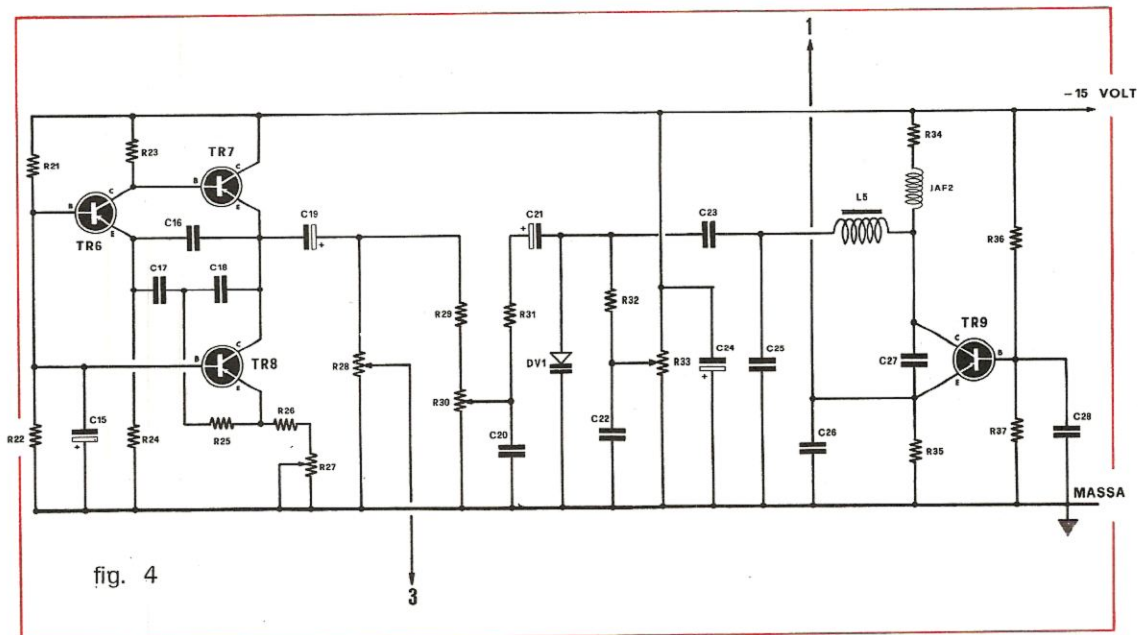 1
−15 VOLT
R34
R21
R23
TR7
C
B
E
JAF2
TR6
B
C
E
C16
C19
+
C21
+
C23
L5
R36
C17
C18
R29
R31
R32
TR9
C
B
E
TR8
B
C
E
R28
DV1
R33
C24
+
C25
C27
R30
C15
+
R26
R22
R24
R25
R27
C20
C22
C26
R35
R37
C28
MASSA
fig. 4
3